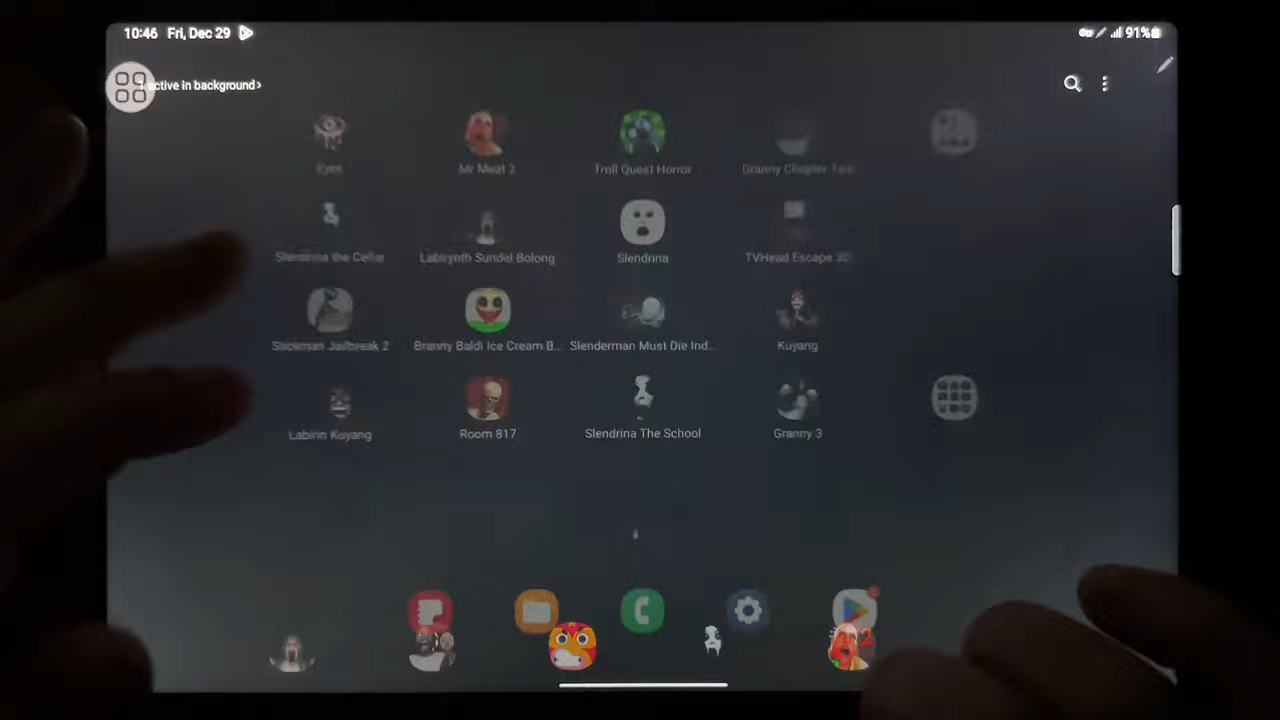 10:46 Fri, Dec 29
91%
active in background >
Eyes
Mr Meat 2
Troll Quest Horror
Granny Chapter Two
Slendrina the Cellar
Labirynth Sundel Bolong
Slendrina
TVHead Escape 3D
Stickman Jailbreak 2
Branny Baldi Ice Cream B...
Slenderman Must Die Ind...
Kuyang
Labirin Kuyang
Room 817
Slendrina The School
Granny 3